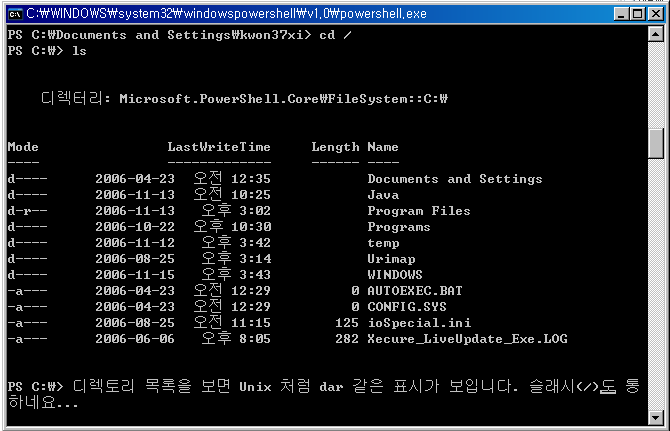 C:₩WINDOWS₩system32₩windowspowershell₩v1,0₩powershell,exe
PS C:₩Documents and Settings₩kwon37xi> cd /
PS C:₩> ls
디렉터리: Microsoft.PowerShell.Core₩FileSystem::C:₩
Mode LastWriteTime Length Name
---- ------------- ------ ----
d---- 2006-04-23 오전 12:35 Documents and Settings
d---- 2006-11-13 오전 10:25 Java
d-r-- 2006-11-13 오후 3:02 Program Files
d---- 2006-10-22 오후 10:30 Programs
d---- 2006-11-12 오후 3:42 temp
d---- 2006-08-25 오후 3:14 Urimap
d---- 2006-11-15 오후 3:43 WINDOWS
-a--- 2006-04-23 오전 12:29 0 AUTOEXEC.BAT
-a--- 2006-04-23 오전 12:29 0 CONFIG.SYS
-a--- 2006-08-25 오전 11:15 125 ioSpecial.ini
-a--- 2006-06-06 오후 8:05 282 Xecure_LiveUpdate_Exe.LOG
PS C:₩> 디렉토리 목록을 보면 Unix 처럼 dar 같은 표시가 보입니다. 슬래시(/)도 통
하네요...